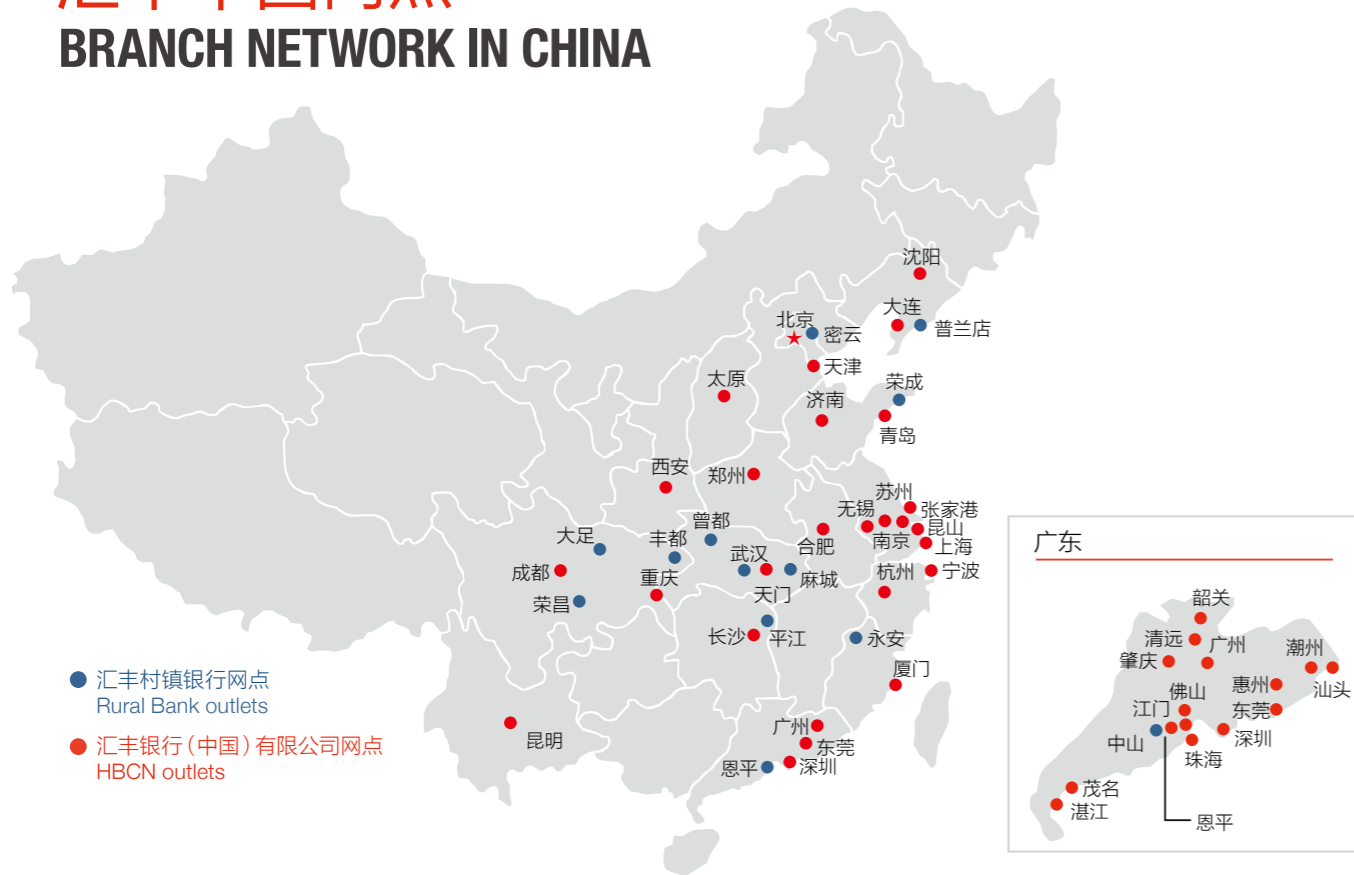 汇丰中国网点
BRANCH NETWORK IN CHINA
沈阳
大连
普兰店
北京
密云
天津
太原
荣成
济南
青岛
西安
郑州
苏州
无锡
张家港
曾都
昆山
大足
丰都
武汉
合肥
南京
上海
成都
重庆
麻城
杭州
宁波
荣昌
天门
长沙
平江
永安
厦门
昆明
广州
东莞
恩平
深圳
汇丰村镇银行网点
Rural Bank outlets
汇丰银行（中国）有限公司网点
HBCN outlets
广东
韶关
清远
广州
潮州
肇庆
佛山
惠州
汕头
江门
东莞
中山
深圳
珠海
茂名
湛江
恩平